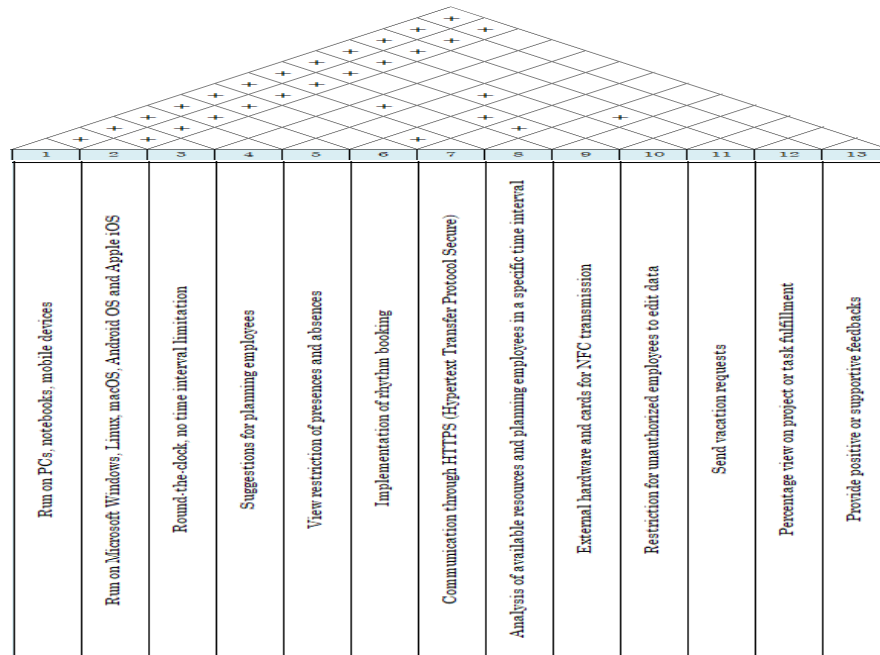 1 2 3 4 5 6 7 8 9 10 11 12 13
Run on PCs, notebooks, mobile devices
Run on Microsoft Windows, Linux, macOS, Android OS and Apple iOS
Round-the-clock, no time interval limitation
Suggestions for planning employees
View restriction of presences and absences
Implementation of rhythm booking
Communication through HTTPS (Hypertext Transfer Protocol Secure)
Analysis of available resources and planning employees in a specific time interval
External hardware and cards for NFC transmission
Restriction for unauthorized employees to edit data
Send vacation requests
Percentage view on project or task fulfillment
Provide positive or supportive feedbacks